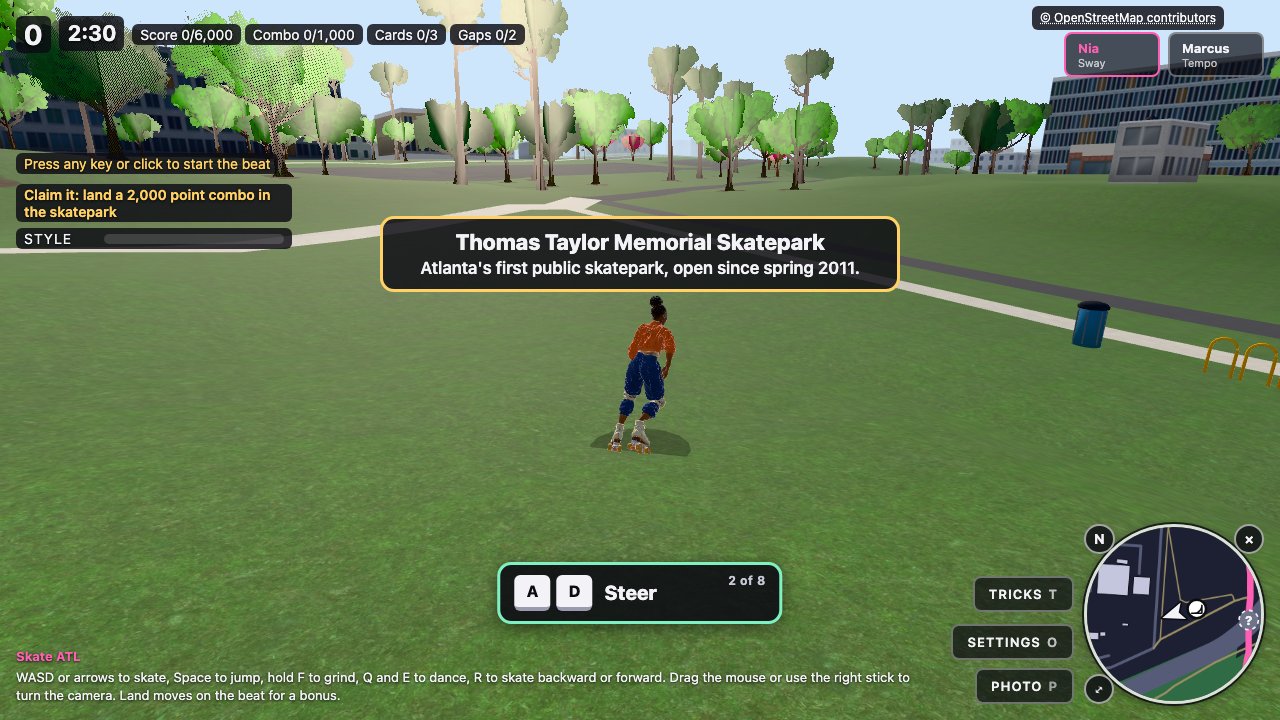 0
2:30
Score 0/6,000
Combo 0/1,000
Cards 0/3
Gaps 0/2
© OpenStreetMap contributors
Nia
Sway
Marcus
Tempo
Press any key or click to start the beat
Claim it: land a 2,000 point combo in
the skatepark
STYLE
Thomas Taylor Memorial Skatepark
Atlanta's first public skatepark, open since spring 2011.
A D Steer 2 of 8
N
×
?
TRICKS T
SETTINGS O
PHOTO P
Skate ATL
WASD or arrows to skate, Space to jump, hold F to grind, Q and E to dance, R to skate backward or forward. Drag the mouse or use the right stick to
turn the camera. Land moves on the beat for a bonus.